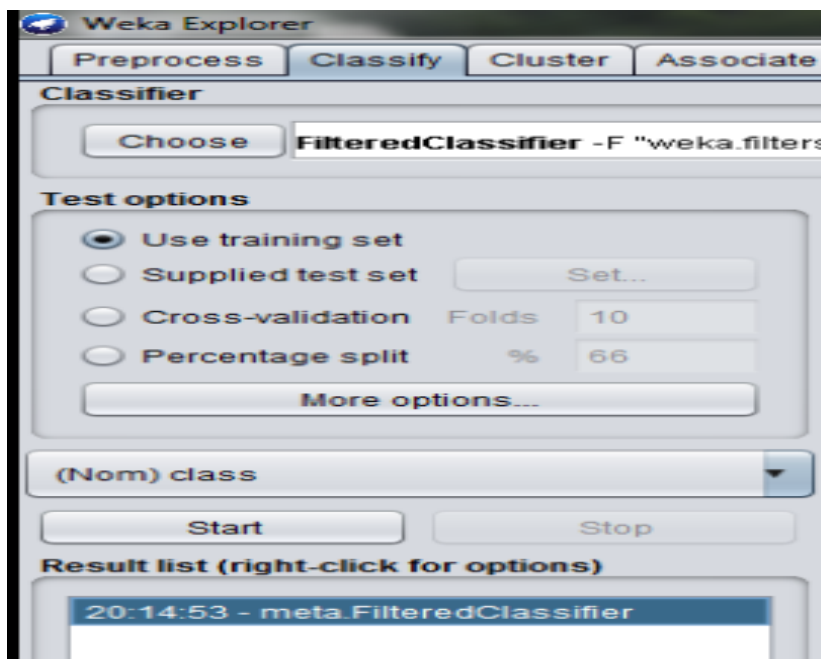 Weka Explorer
Preprocess Classify Cluster Associate
Classifier
Choose FilteredClassifier -F "weka.filters
Test options
Use training set
Supplied test set Set...
Cross-validation Folds 10
Percentage split % 66
More options...
(Nom) class
Start Stop
Result list (right-click for options)
20:14:53 - meta.FilteredClassifier